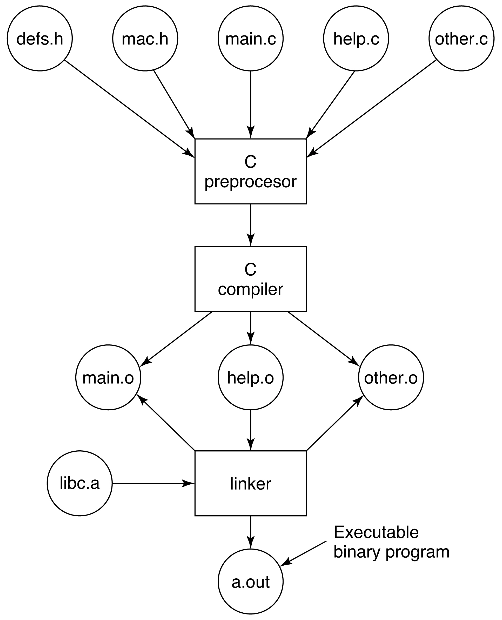 defs.h
mac.h
main.c
help.c
other.c
C
preprocesor
C
compiler
main.o
help.o
other.o
libc.a
linker
Executable
binary program
a.out